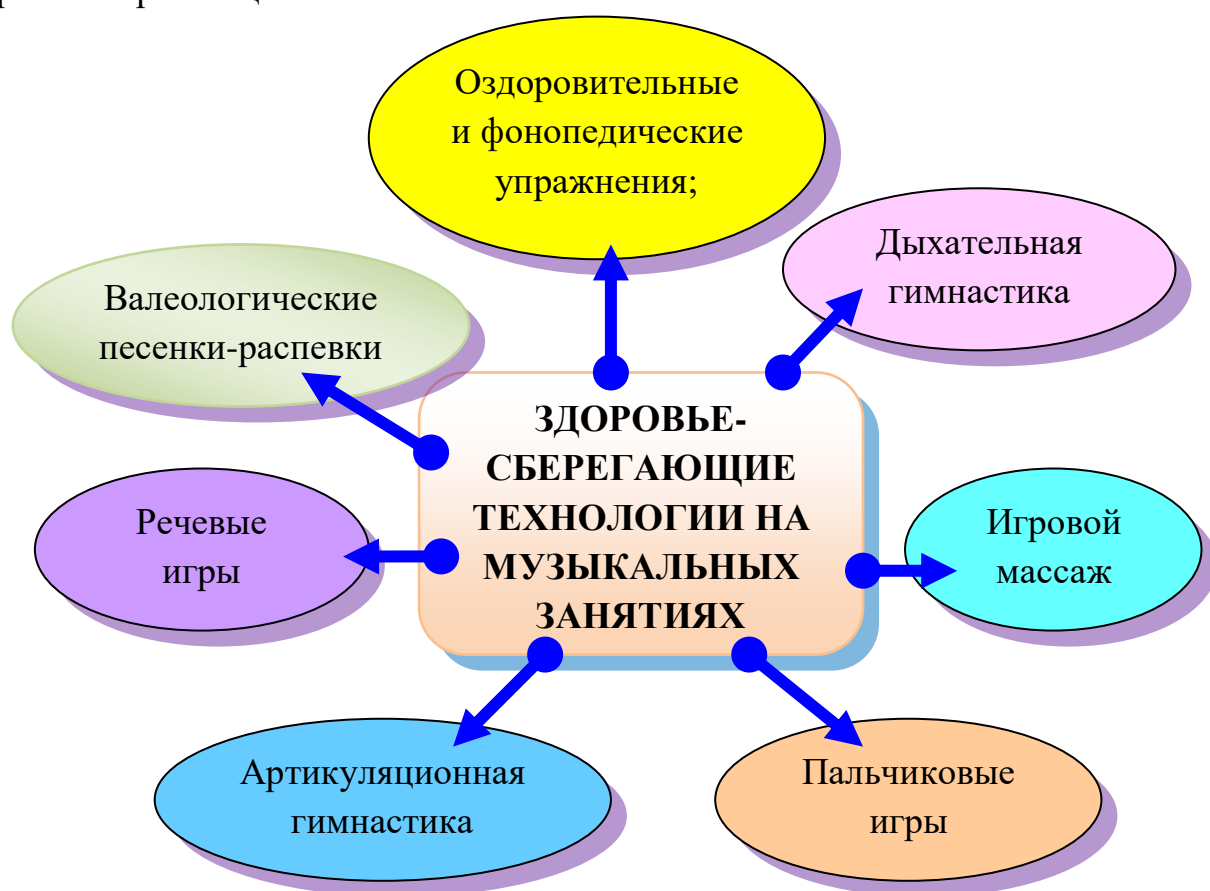 Оздоровительные
и фонопедические
упражнения;
Дыхательная
гимнастика
Валеологические
песенки-распевки
ЗДОРОВЬЕ-
СБЕРЕГАЮЩИЕ
ТЕХНОЛОГИИ НА
МУЗЫКАЛЬНЫХ
ЗАНЯТИЯХ
Речевые
игры
Игровой
массаж
Артикуляционная
гимнастика
Пальчиковые
игры